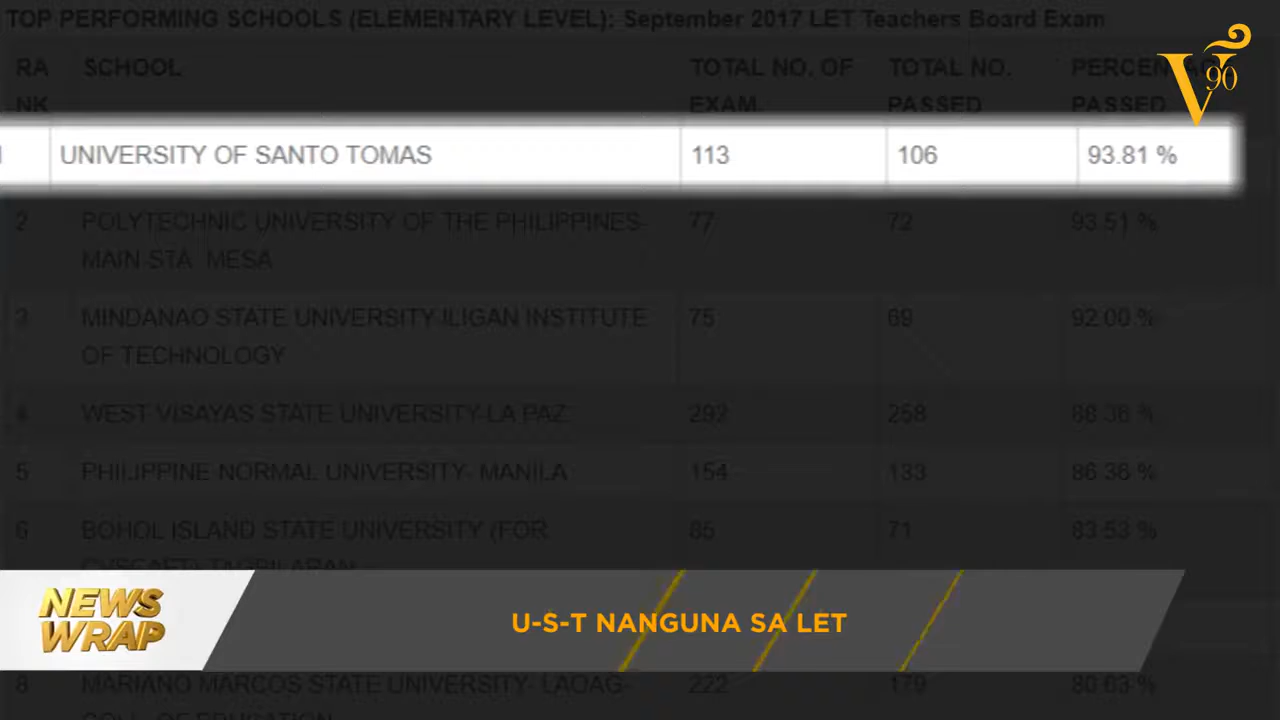 TOP PERFORMING SCHOOLS (ELEMENTARY LEVEL): September 2017 LET Teachers Board Exam
V90
RA SCHOOL TOTAL NO. OF TOTAL NO.
NK EXAM. PASSED PASSED
UNIVERSITY OF SANTO TOMAS 113 106 93.81 %
2 POLYTECHNIC UNIVERSITY OF THE PHILIPPINES- 77 72 93.51 %
MAIN-STA. MESA
3 MINDANAO STATE UNIVERSITY-ILIGAN INSTITUTE 75 69 92.00 %
OF TECHNOLOGY
4 WEST VISAYAS STATE UNIVERSITY-LA PAZ 292 258 88.36 %
5 PHILIPPINE NORMAL UNIVERSITY- MANILA 154 133 86.36 %
6 BOHOL ISLAND STATE UNIVERSITY (FOR 85 71 83.53 %
NEWS
WRAP
U-S-T NANGUNA SA LET
8 MARIANO MARCOS STATE UNIVERSITY- LAOAG- 222 179 80.63 %